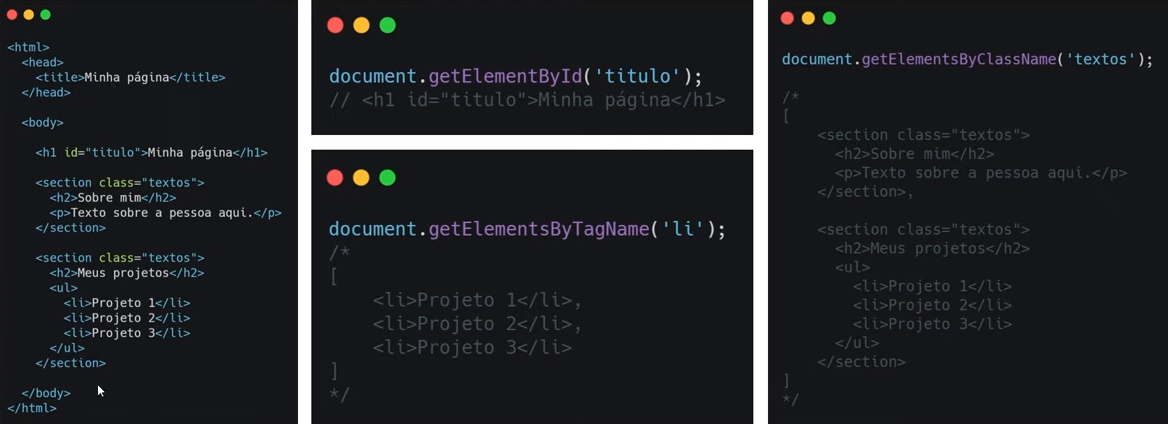 <html>
<head>
<title>Minha página</title>
</head>
<body>
<h1 id="titulo">Minha página</h1>
<section class="textos">
<h2>Sobre mim</h2>
<p>Texto sobre a pessoa aqui.</p>
</section>
<section class="textos">
<h2>Meus projetos</h2>
<ul>
<li>Projeto 1</li>
<li>Projeto 2</li>
<li>Projeto 3</li>
</ul>
</section>
</body>
</html>
document.getElementById('titulo');
// <h1 id="titulo">Minha página</h1>
document.getElementsByTagName('li');
/*
[
<li>Projeto 1</li>,
<li>Projeto 2</li>,
<li>Projeto 3</li>
]
*/
document.getElementsByClassName('textos');
/*
[
<section class="textos">
<h2>Sobre mim</h2>
<p>Texto sobre a pessoa aqui.</p>
</section>,
<section class="textos">
<h2>Meus projetos</h2>
<ul>
<li>Projeto 1</li>
<li>Projeto 2</li>
<li>Projeto 3</li>
</ul>
</section>
]
*/